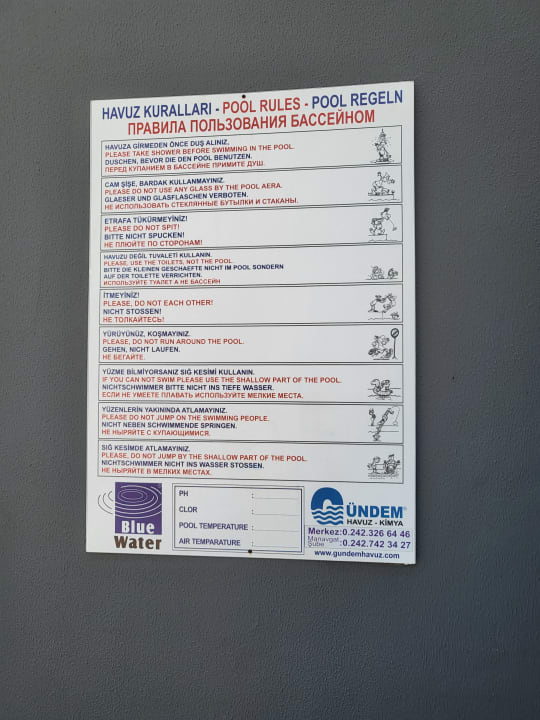 HAVUZ KURALLARI - POOL RULES - POOL REGELN
ПРАВИЛА ПОЛЬЗОВАНИЯ БАССЕЙНОМ
HAVUZA GİRMEDEN ÖNCE DUŞ ALINIZ.
PLEASE TAKE SHOWER BEFORE SWIMMING IN THE POOL.
DUSCHEN, BEVOR DIE DEN POOL BENUTZEN.
ПЕРЕД КУПАНИЕМ В БАССЕЙНЕ ПРИМИТЕ ДУШ.
CAM ŞİŞE, BARDAK KULLANMAYINIZ.
PLEASE DO NOT USE ANY GLASS BY THE POOL AERA.
GLAESER UND GLASFLASCHEN VERBOTEN.
НЕ ИСПОЛЬЗОВАТЬ СТЕКЛЯННЫЕ БУТЫЛКИ И СТАКАНЫ.
ETRAFA TÜKÜRMEYİNİZ!
PLEASE DO NOT SPIT!
BITTE NICHT SPUCKEN!
НЕ ПЛЮЙТЕ ПО СТОРОНАМ!
HAVUZU DEĞİL TUVALETİ KULLANIN.
PLEASE, USE THE TOILETS, NOT THE POOL.
BITTE DIE KLEINEN GESCHAEFTE NICHT IM POOL SONDERN
AUF DER TOILETTE VERRICHTEN.
ИСПОЛЬЗУЙТЕ ТУАЛЕТ А НЕ БАССЕЙН
İTMEYİNİZ!
PLEASE, DO NOT EACH OTHER!
NICHT STOSSEN!
НЕ ТОЛКАЙТЕСЬ!
YÜRÜYÜNÜZ, KOŞMAYINIZ.
PLEASE, DO NOT RUN AROUND THE POOL.
GEHEN, NICHT LAUFEN.
НЕ БЕГАЙТЕ.
YÜZME BİLMİYORSANIZ SIĞ KESİMİ KULLANIN.
IF YOU CAN NOT SWIM PLEASE USE THE SHALLOW PART OF THE POOL.
NICHTSCHWIMMER BITTE NICHT INS TIEFE WASSER.
ЕСЛИ НЕ УМЕЕТЕ ПЛАВАТЬ ИСПОЛЬЗУЙТЕ МЕЛКИЕ МЕСТА.
YÜZENLERİN YAKININDA ATLAMAYINIZ.
PLEASE DO NOT JUMP ON THE SWIMMING PEOPLE.
NICHT NEBEN SCHWIMMENDE SPRINGEN.
НЕ НЫРЯЙТЕ С КУПАЮЩИМИСЯ.
SIĞ KESİMDE ATLAMAYINIZ.
PLEASE, DO NOT JUMP BY THE SHALLOW PART OF THE POOL.
NICHTSCHWIMMER NICHT INS WASSER STOSSEN.
НЕ НЫРЯЙТЕ В МЕЛКИХ МЕСТАХ.
Blue
Water
PH :
CLOR :
POOL TEMPERATURE :
AIR TEMPARATURE :
GÜNDEM®
HAVUZ - KİMYA
Merkez:0.242.326 64 46
Manavgat Şube :0.242.742 34 27
www.gundemhavuz.com